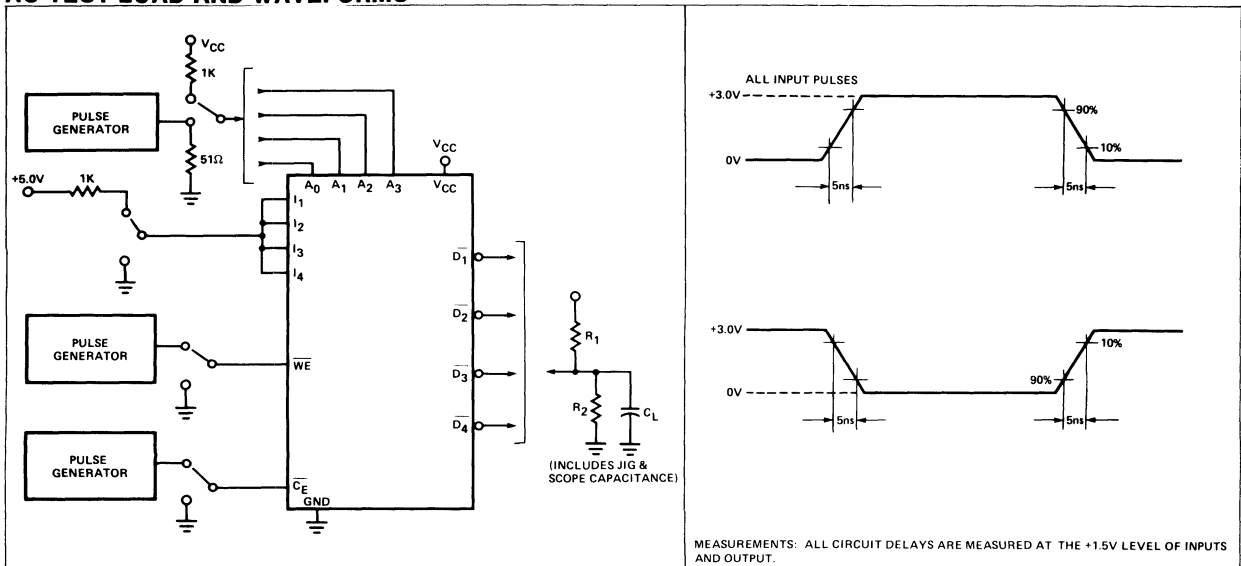 AC TEST LOAD AND WAVEFORMS
VCC
1K
PULSE
GENERATOR
51Ω
+5.0V
1K
VCC
A0 A1 A2 A3 VCC
I1
I2
I3
I4
D1
D2
D3
D4
PULSE
GENERATOR
WE
PULSE
GENERATOR
CE
GND
R1
R2
CL
(INCLUDES JIG &
SCOPE CAPACITANCE)
ALL INPUT PULSES
+3.0V
90%
10%
0V
5ns
5ns
+3.0V
10%
90%
0V
5ns
5ns
MEASUREMENTS: ALL CIRCUIT DELAYS ARE MEASURED AT THE +1.5V LEVEL OF INPUTS
AND OUTPUT.